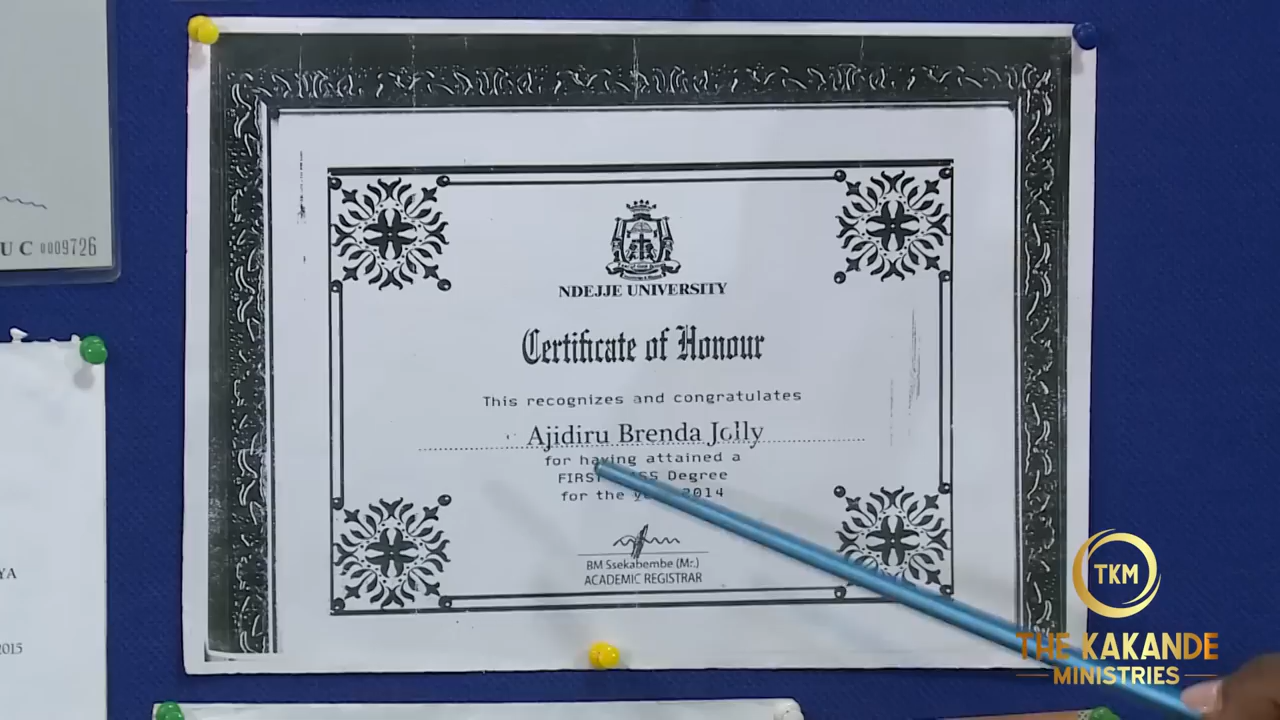 U C 0009726
YA
2015
NDEJJE UNIVERSITY
Certificate of Honour
This recognizes and congratulates
Ajidiru Brenda Jolly
for having attained a
FIRST Degree
for the 2014
BM Ssekabembe (Mr.)
ACADEMIC REGISTRAR
TKM
THE KAKANDE
MINISTRIES